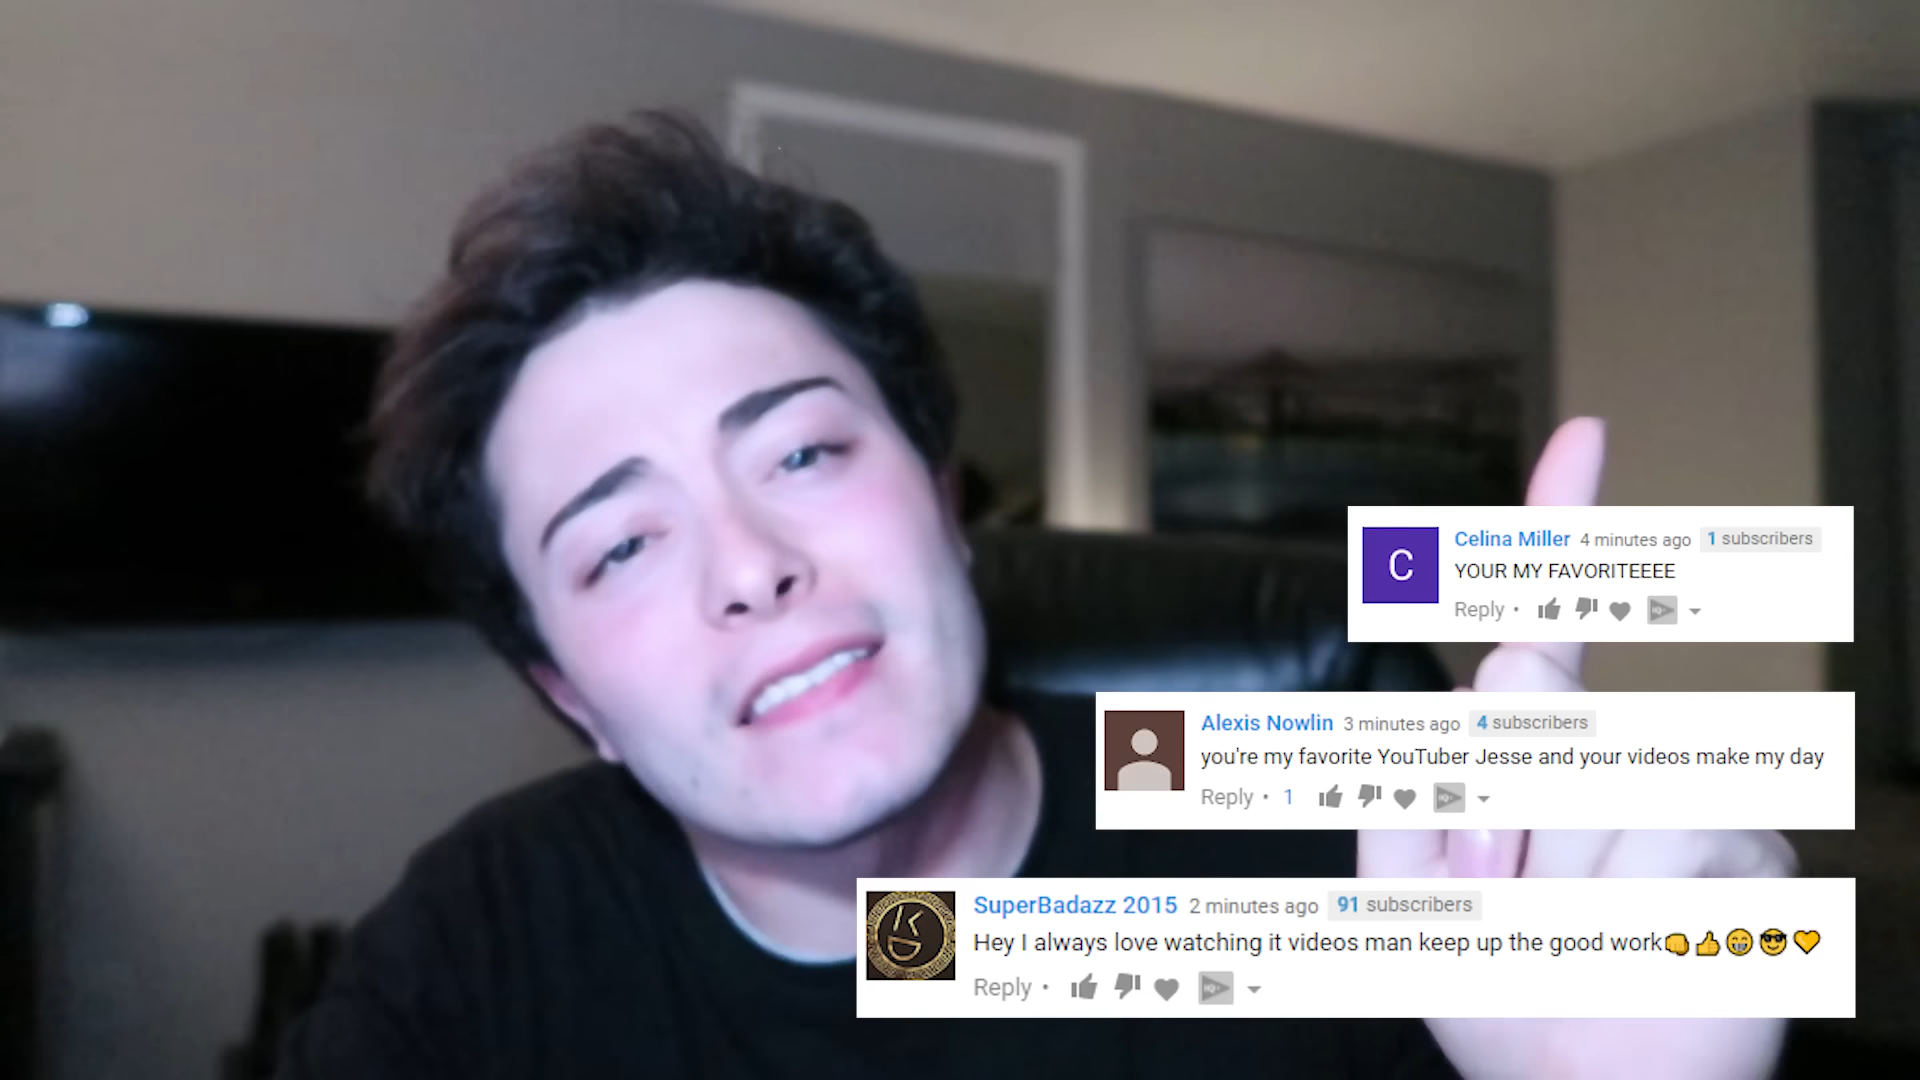 C
Celina Miller 4 minutes ago 1 subscribers
YOUR MY FAVORITEEEE
Reply •
Alexis Nowlin 3 minutes ago 4 subscribers
you're my favorite YouTuber Jesse and your videos make my day
Reply • 1
SuperBadazz 2015 2 minutes ago 91 subscribers
Hey I always love watching it videos man keep up the good work👊👍😁😎💛
Reply •